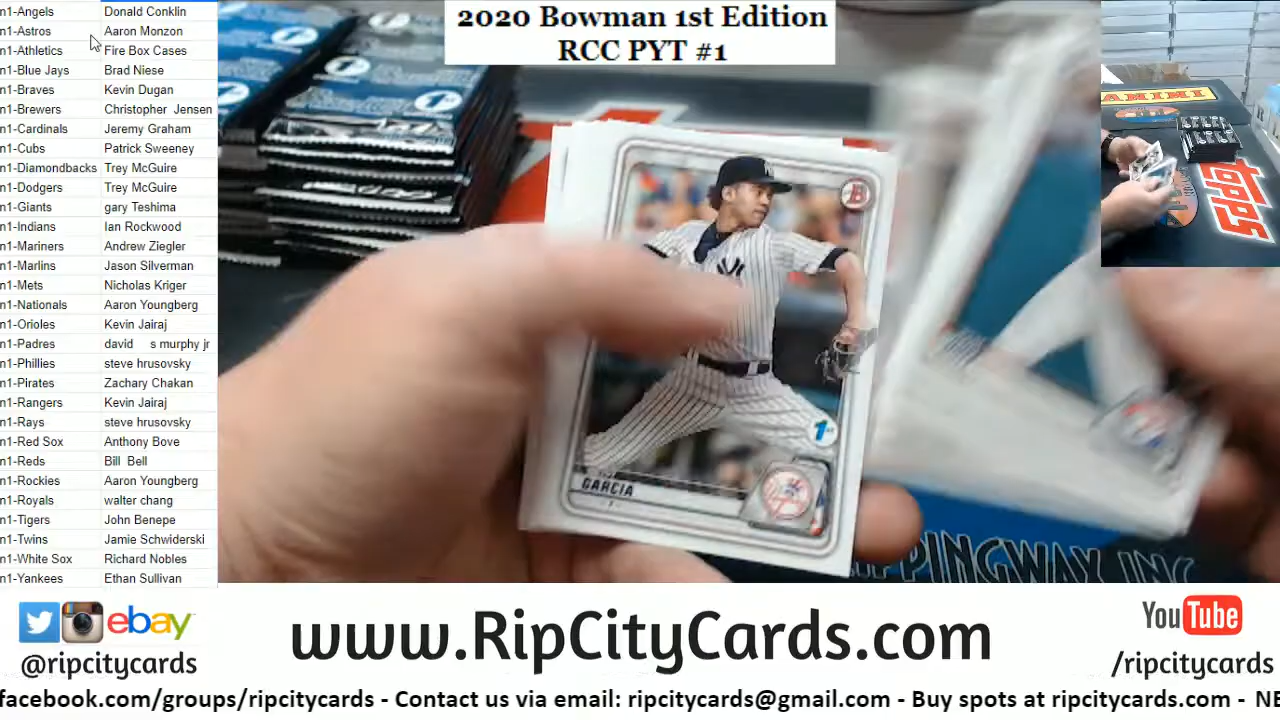 2020 Bowman 1st Edition
RCC PYT #1
n1-Angels Donald Conklin
n1-Astros Aaron Monzon
n1-Athletics Fire Box Cases
n1-Blue Jays Brad Niese
n1-Braves Kevin Dugan
n1-Brewers Christopher Jensen
n1-Cardinals Jeremy Graham
n1-Cubs Patrick Sweeney
n1-Diamondbacks Trey McGuire
n1-Dodgers Trey McGuire
n1-Giants gary Teshima
n1-Indians Ian Rockwood
n1-Mariners Andrew Ziegler
n1-Marlins Jason Silverman
n1-Mets Nicholas Kriger
n1-Nationals Aaron Youngberg
n1-Orioles Kevin Jairaj
n1-Padres david s murphy jr
n1-Phillies steve hrusovsky
n1-Pirates Zachary Chakan
n1-Rangers Kevin Jairaj
n1-Rays steve hrusovsky
n1-Red Sox Anthony Bove
n1-Reds Bill Bell
n1-Rockies Aaron Youngberg
n1-Royals walter chang
n1-Tigers John Benepe
n1-Twins Jamie Schwiderski
n1-White Sox Richard Nobles
n1-Yankees Ethan Sullivan
B
1st
GARCIA
PANINI
TOPPS
RIPPINGWAX INC
ebay
@ripcitycards
www.RipCityCards.com
YouTube
/ripcitycards
facebook.com/groups/ripcitycards - Contact us via email: ripcitycards@gmail.com - Buy spots at ripcitycards.com - NE